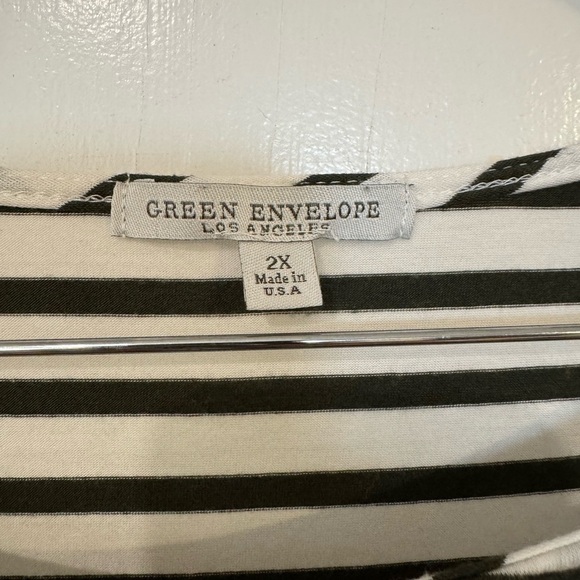 GREEN ENVELOPE
LOS ANGELES
2X
Made in
U.S.A